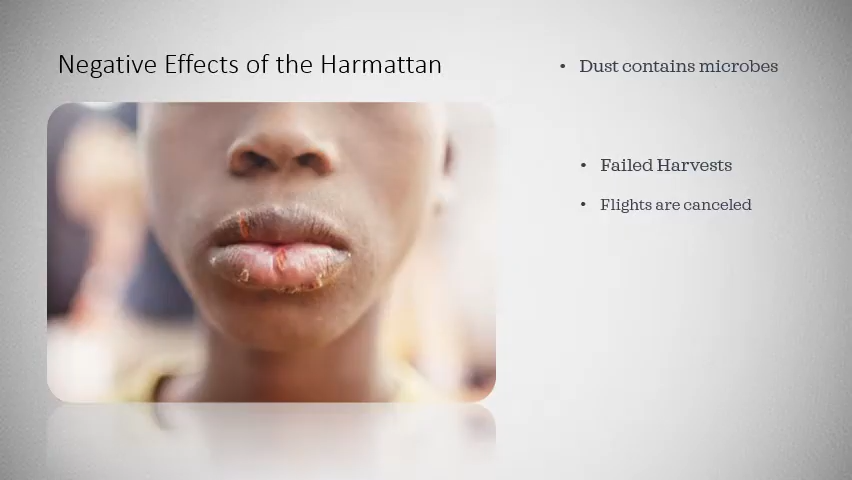 Negative Effects of the Harmattan
• Dust contains microbes
• Failed Harvests
• Flights are canceled